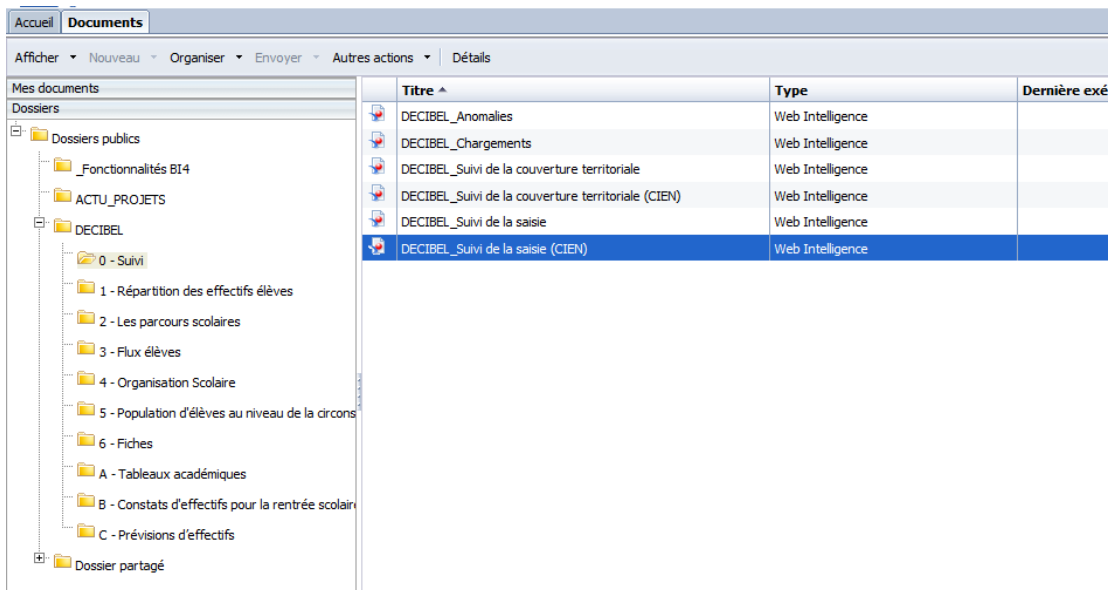 Accueil Documents
Afficher Nouveau Organiser Envoyer Autres actions Détails
Mes documents
Dossiers
Dossiers publics
_Fonctionnalités BI4
ACTU_PROJETS
DECIBEL
0 - Suivi
1 - Répartition des effectifs élèves
2 - Les parcours scolaires
3 - Flux élèves
4 - Organisation Scolaire
5 - Population d'élèves au niveau de la circons
6 - Fiches
A - Tableaux académiques
B - Constats d'effectifs pour la rentrée scolair
C - Prévisions d'effectifs
Dossier partagé
Titre Type Dernière exé
DECIBEL_Anomalies Web Intelligence
DECIBEL_Chargements Web Intelligence
DECIBEL_Suivi de la couverture territoriale Web Intelligence
DECIBEL_Suivi de la couverture territoriale (CIEN) Web Intelligence
DECIBEL_Suivi de la saisie Web Intelligence
DECIBEL_Suivi de la saisie (CIEN) Web Intelligence